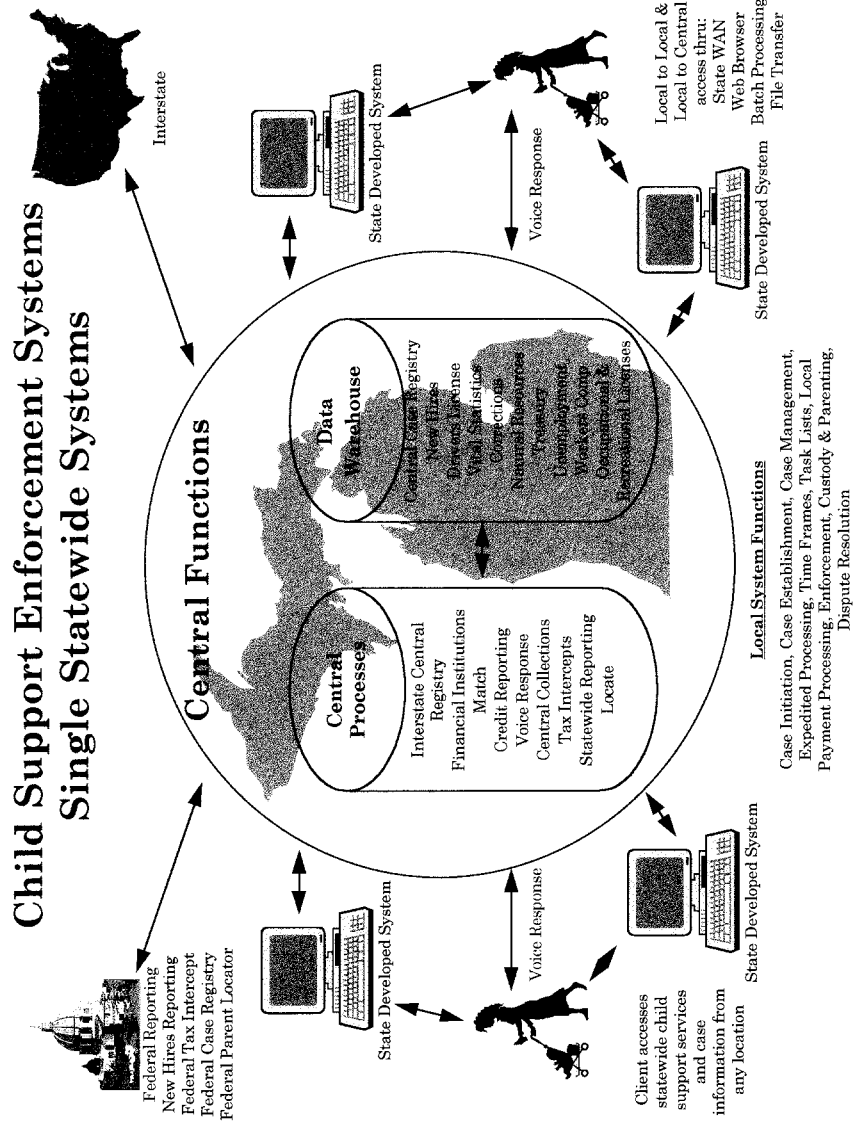 Child Support Enforcement Systems
Single Statewide Systems
Federal Reporting
New Hires Reporting
Federal Tax Intercept
Federal Case Registry
Federal Parent Locator
Interstate
Central Functions
Central
Processes
Interstate Central
Registry
Financial Institutions
Match
Credit Reporting
Voice Response
Central Collections
Tax Intercepts
Statewide Reporting
Locate
Data
Warehouse
Central Case Registry
New Hires
Drivers License
Vital Statistics
Corrections
Natural Resources
Treasury
Unemployment,
Workers Comp
Occupational &
Recreational Licenses
State Developed System
State Developed System
Voice Response
Voice Response
State Developed System
State Developed System
Client accesses
statewide child
support services
and case
information from
any location
Local to Local &
Local to Central
access thru:
State WAN
Web Browser
Batch Processing
File Transfer
Local System Functions
Case Initiation, Case Establishment, Case Management,
Expedited Processing, Time Frames, Task Lists, Local
Payment Processing, Enforcement, Custody & Parenting,
Dispute Resolution